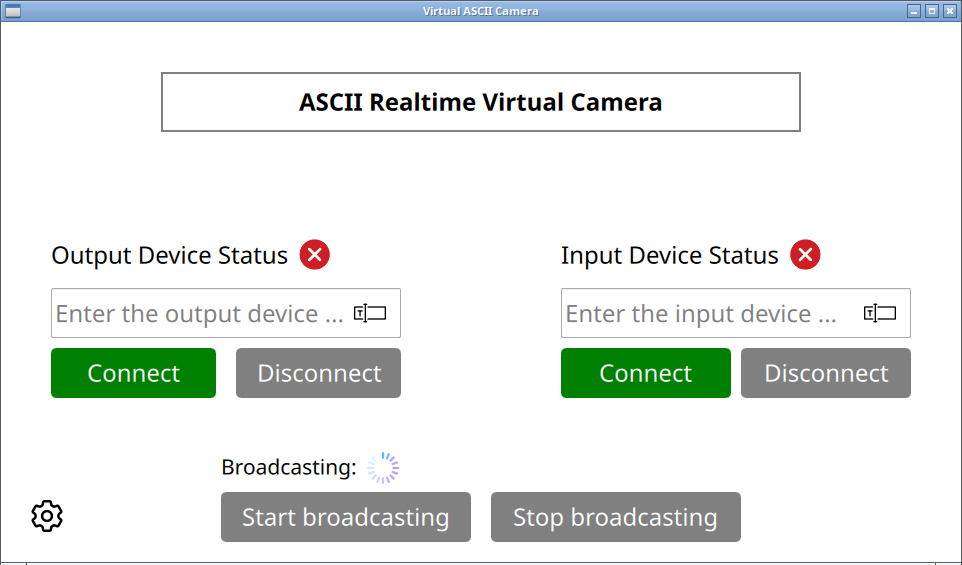 Virtual ASCII Camera
ASCII Realtime Virtual Camera
Output Device Status
Input Device Status
Enter the output device ...
Enter the input device ...
Connect
Disconnect
Connect
Disconnect
Broadcasting:
Start broadcasting
Stop broadcasting